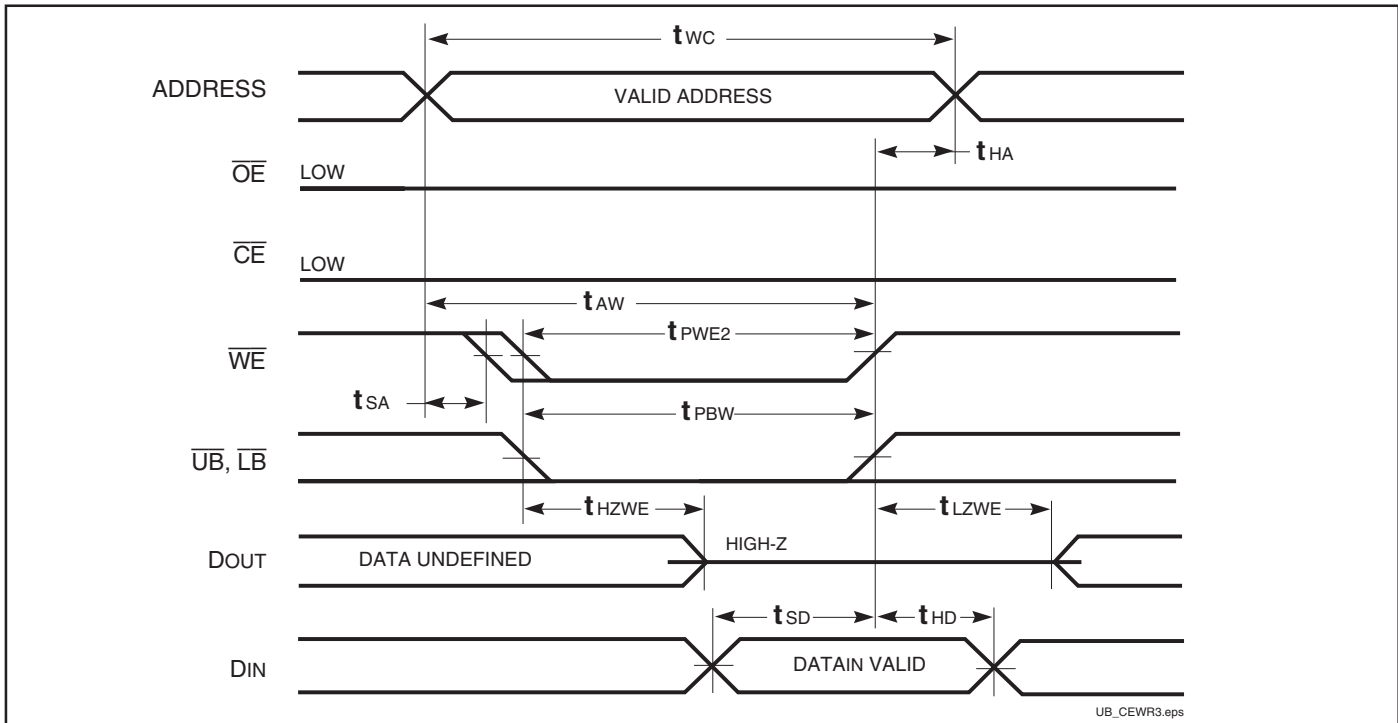 tWC
ADDRESS
VALID ADDRESS
tHA
OE
LOW
CE
LOW
tAW
tPWE2
WE
tSA
tPBW
UB, LB
tHZWE
tLZWE
DOUT
DATA UNDEFINED
HIGH-Z
tSD
tHD
DIN
DATAIN VALID
UB_CEWR3.eps